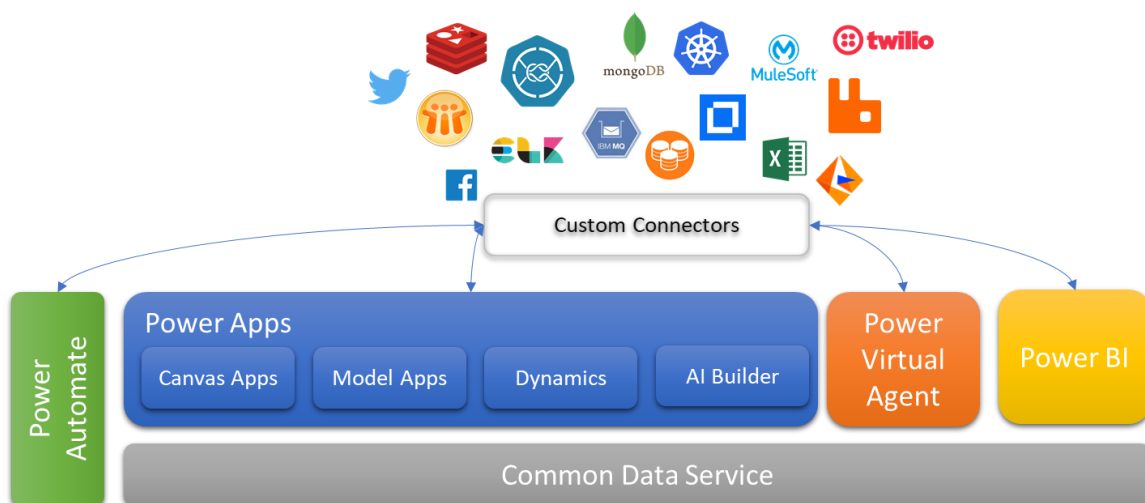 mongoDB
MuleSoft
twilio
ELK
IBM MQ
X
f
Custom Connectors
Power
Automate
Power Apps
Canvas Apps
Model Apps
Dynamics
AI Builder
Power
Virtual
Agent
Power BI
Common Data Service